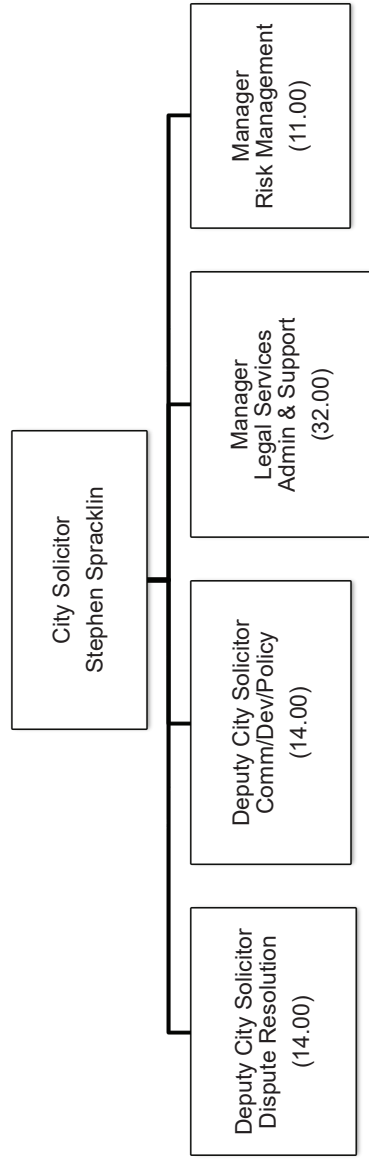 City Solicitor
Stephen Spracklin
Deputy City Solicitor
Dispute Resolution
(14.00)
Deputy City Solicitor
Comm/Dev/Policy
(14.00)
Manager
Legal Services
Admin & Support
(32.00)
Manager
Risk Management
(11.00)